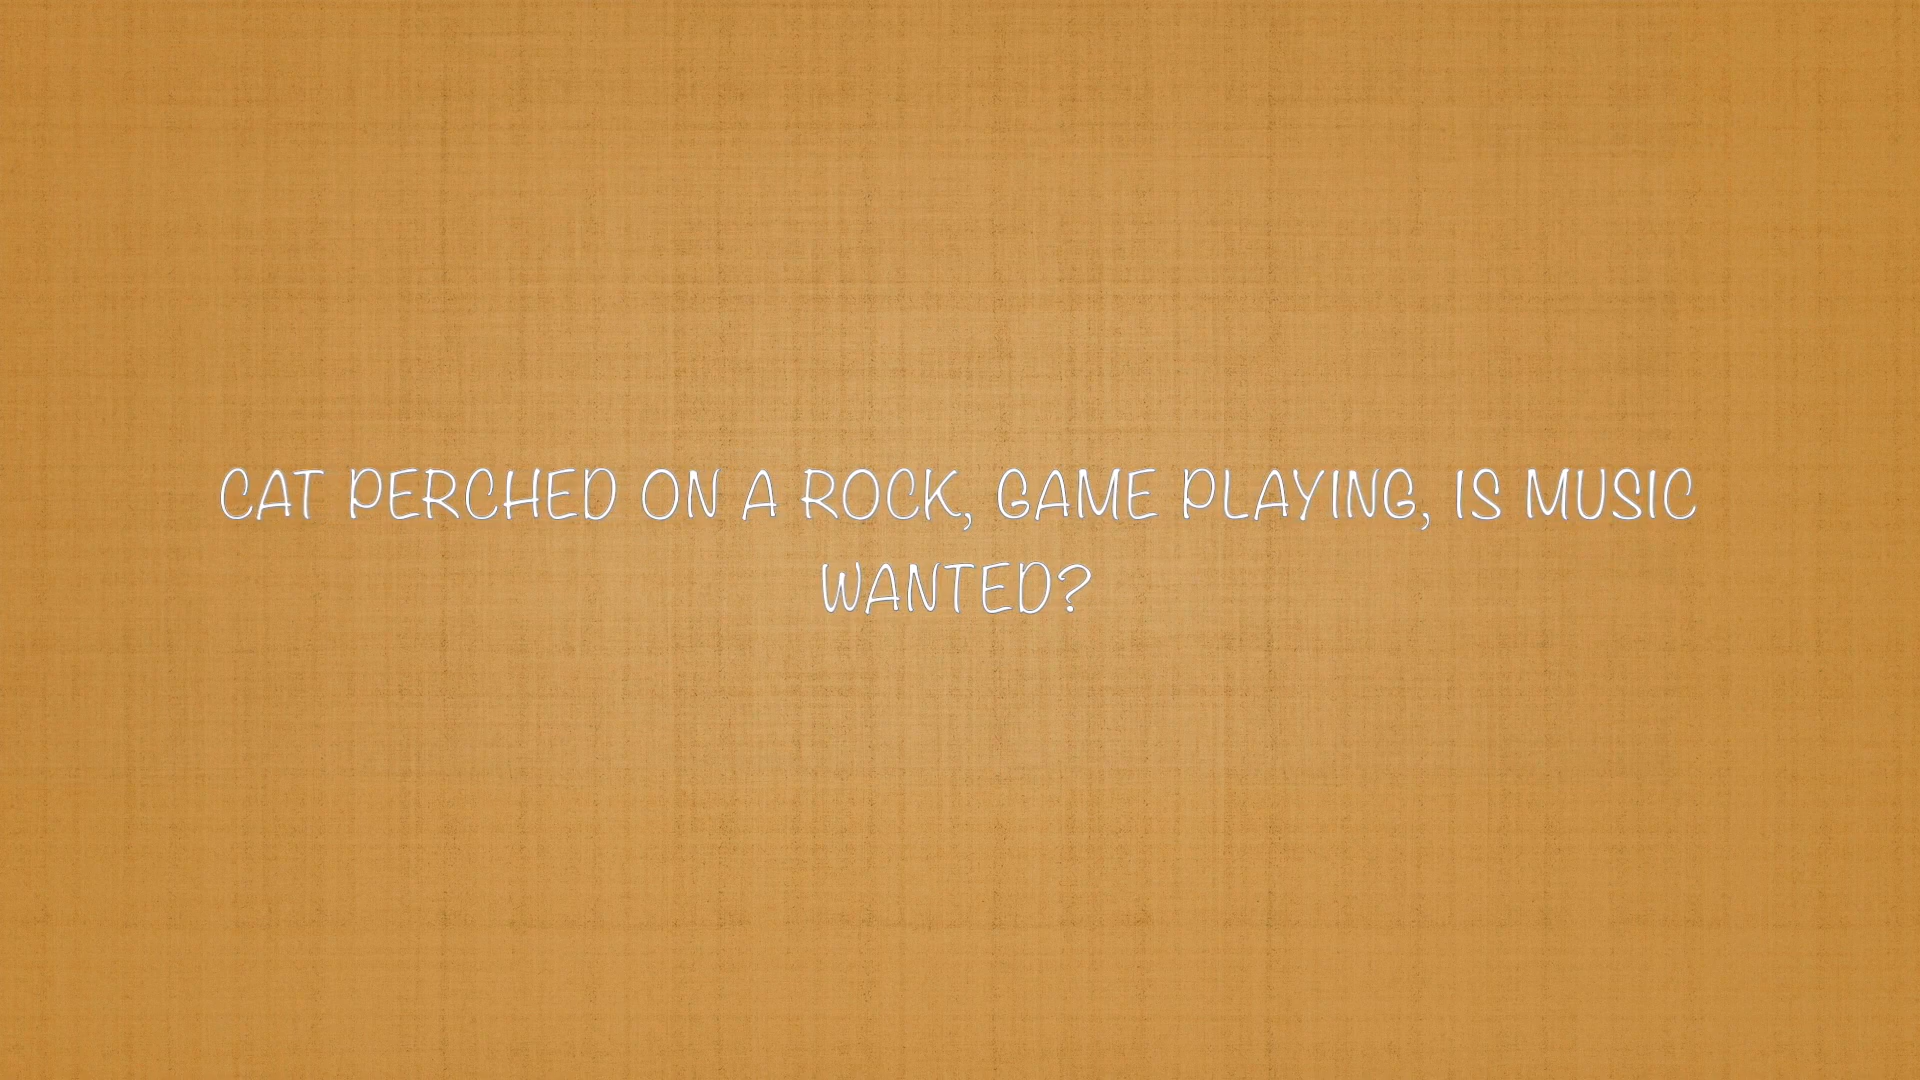 CAT PERCHED ON A ROCK, GAME PLAYING, IS MUSIC
WANTED?